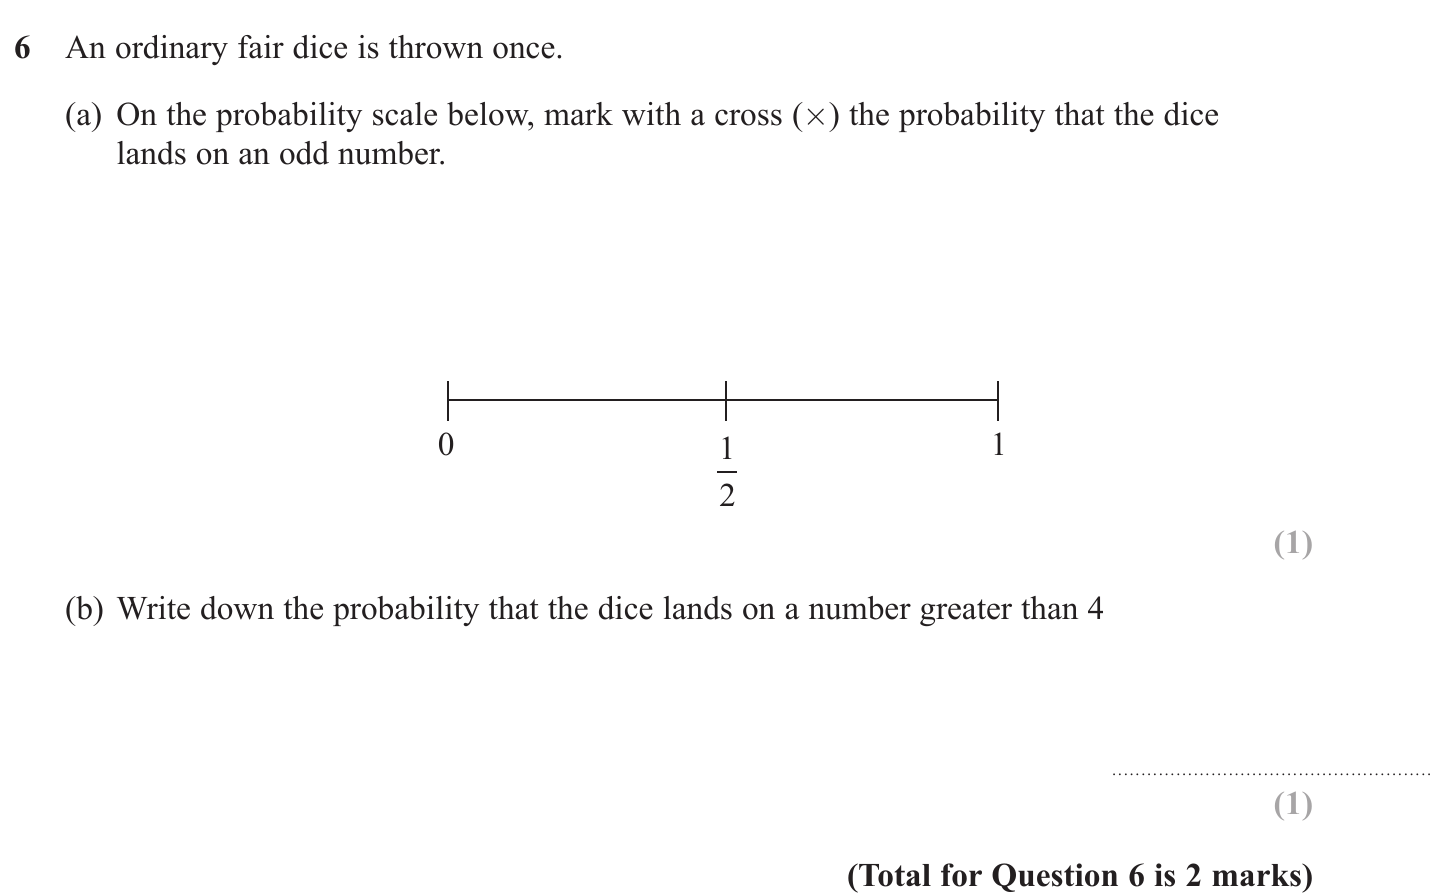 6 An ordinary fair dice is thrown once.
(a) On the probability scale below, mark with a cross (×) the probability that the dice
lands on an odd number.
0 1/2 1
(1)
(b) Write down the probability that the dice lands on a number greater than 4
(1)
(Total for Question 6 is 2 marks)